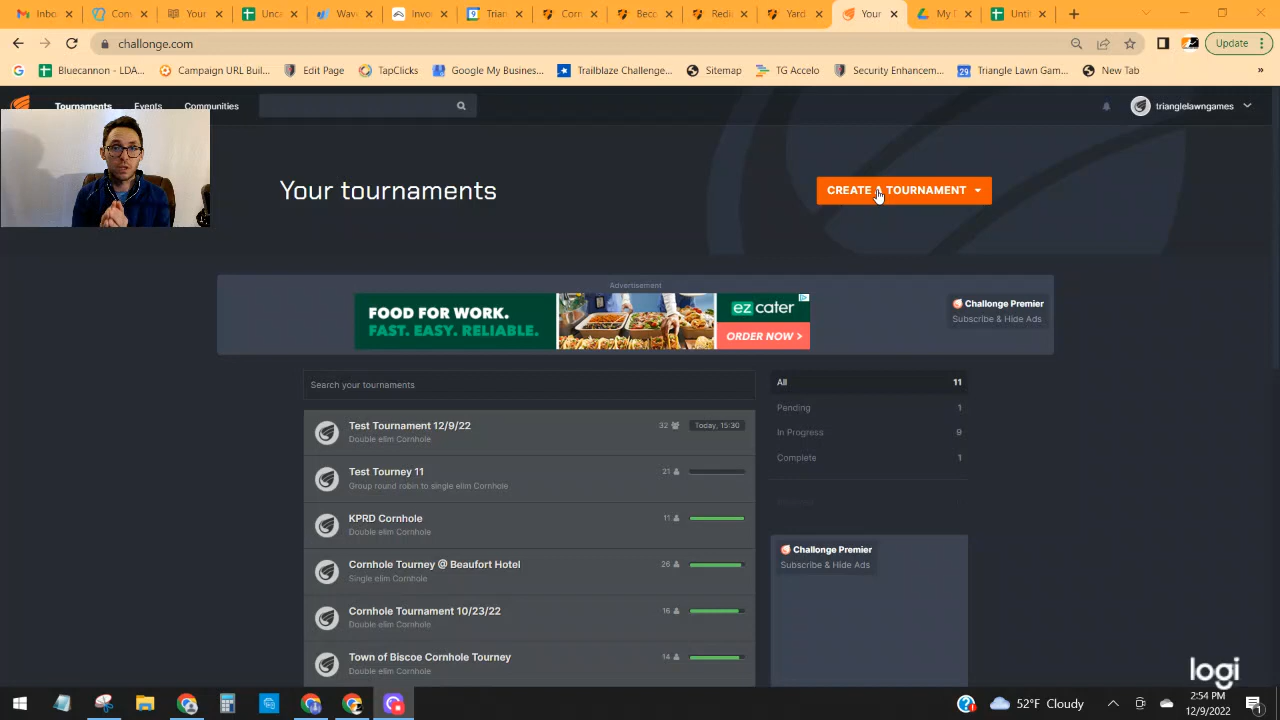 Inbo
Com
Your
Unca
Wave
Invoi
Trian
Corn
Beco
Redi
Yard
Your
My D
Untit
challonge.com
Update
Bluecannon - LDA...
Campaign URL Buil...
Edit Page
TapClicks
Google My Busines...
Trailblaze Challenge...
Sitemap
TG Accelo
Security Enhancem...
Triangle Lawn Gam...
New Tab
Tournaments
Events
Communities
trianglelawngames
Your tournaments
CREATE A TOURNAMENT
Advertisement
FOOD FOR WORK.
FAST. EASY. RELIABLE.
ez cater
ORDER NOW >
Challonge Premier
Subscribe & Hide Ads
Search your tournaments
All 11
Pending 1
In Progress 9
Complete 1
Test Tournament 12/9/22
32
Today, 15:30
Double elim Cornhole
Test Tourney 11
21
Group round robin to single elim Cornhole
KPRD Cornhole
11
Double elim Cornhole
Cornhole Tourney @ Beaufort Hotel
26
Single elim Cornhole
Cornhole Tournament 10/23/22
16
Double elim Cornhole
Town of Biscoe Cornhole Tourney
14
Double elim Cornhole
Challonge Premier
Subscribe & Hide Ads
logi
52°F Cloudy
2:54 PM
12/9/2022